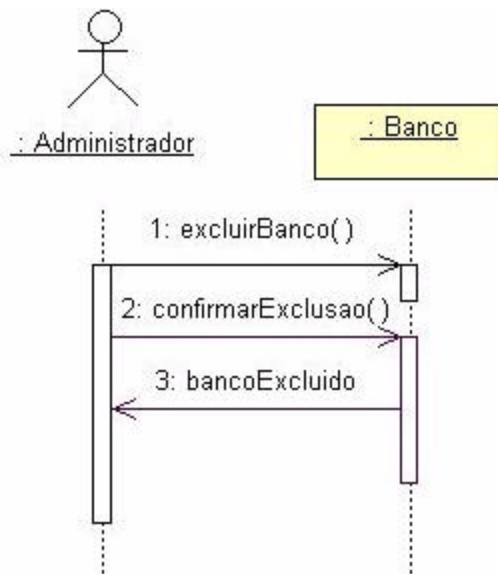 : Administrador
: Banco
1: excluirBanco( )
2: confirmarExclusao( )
3: bancoExcluido